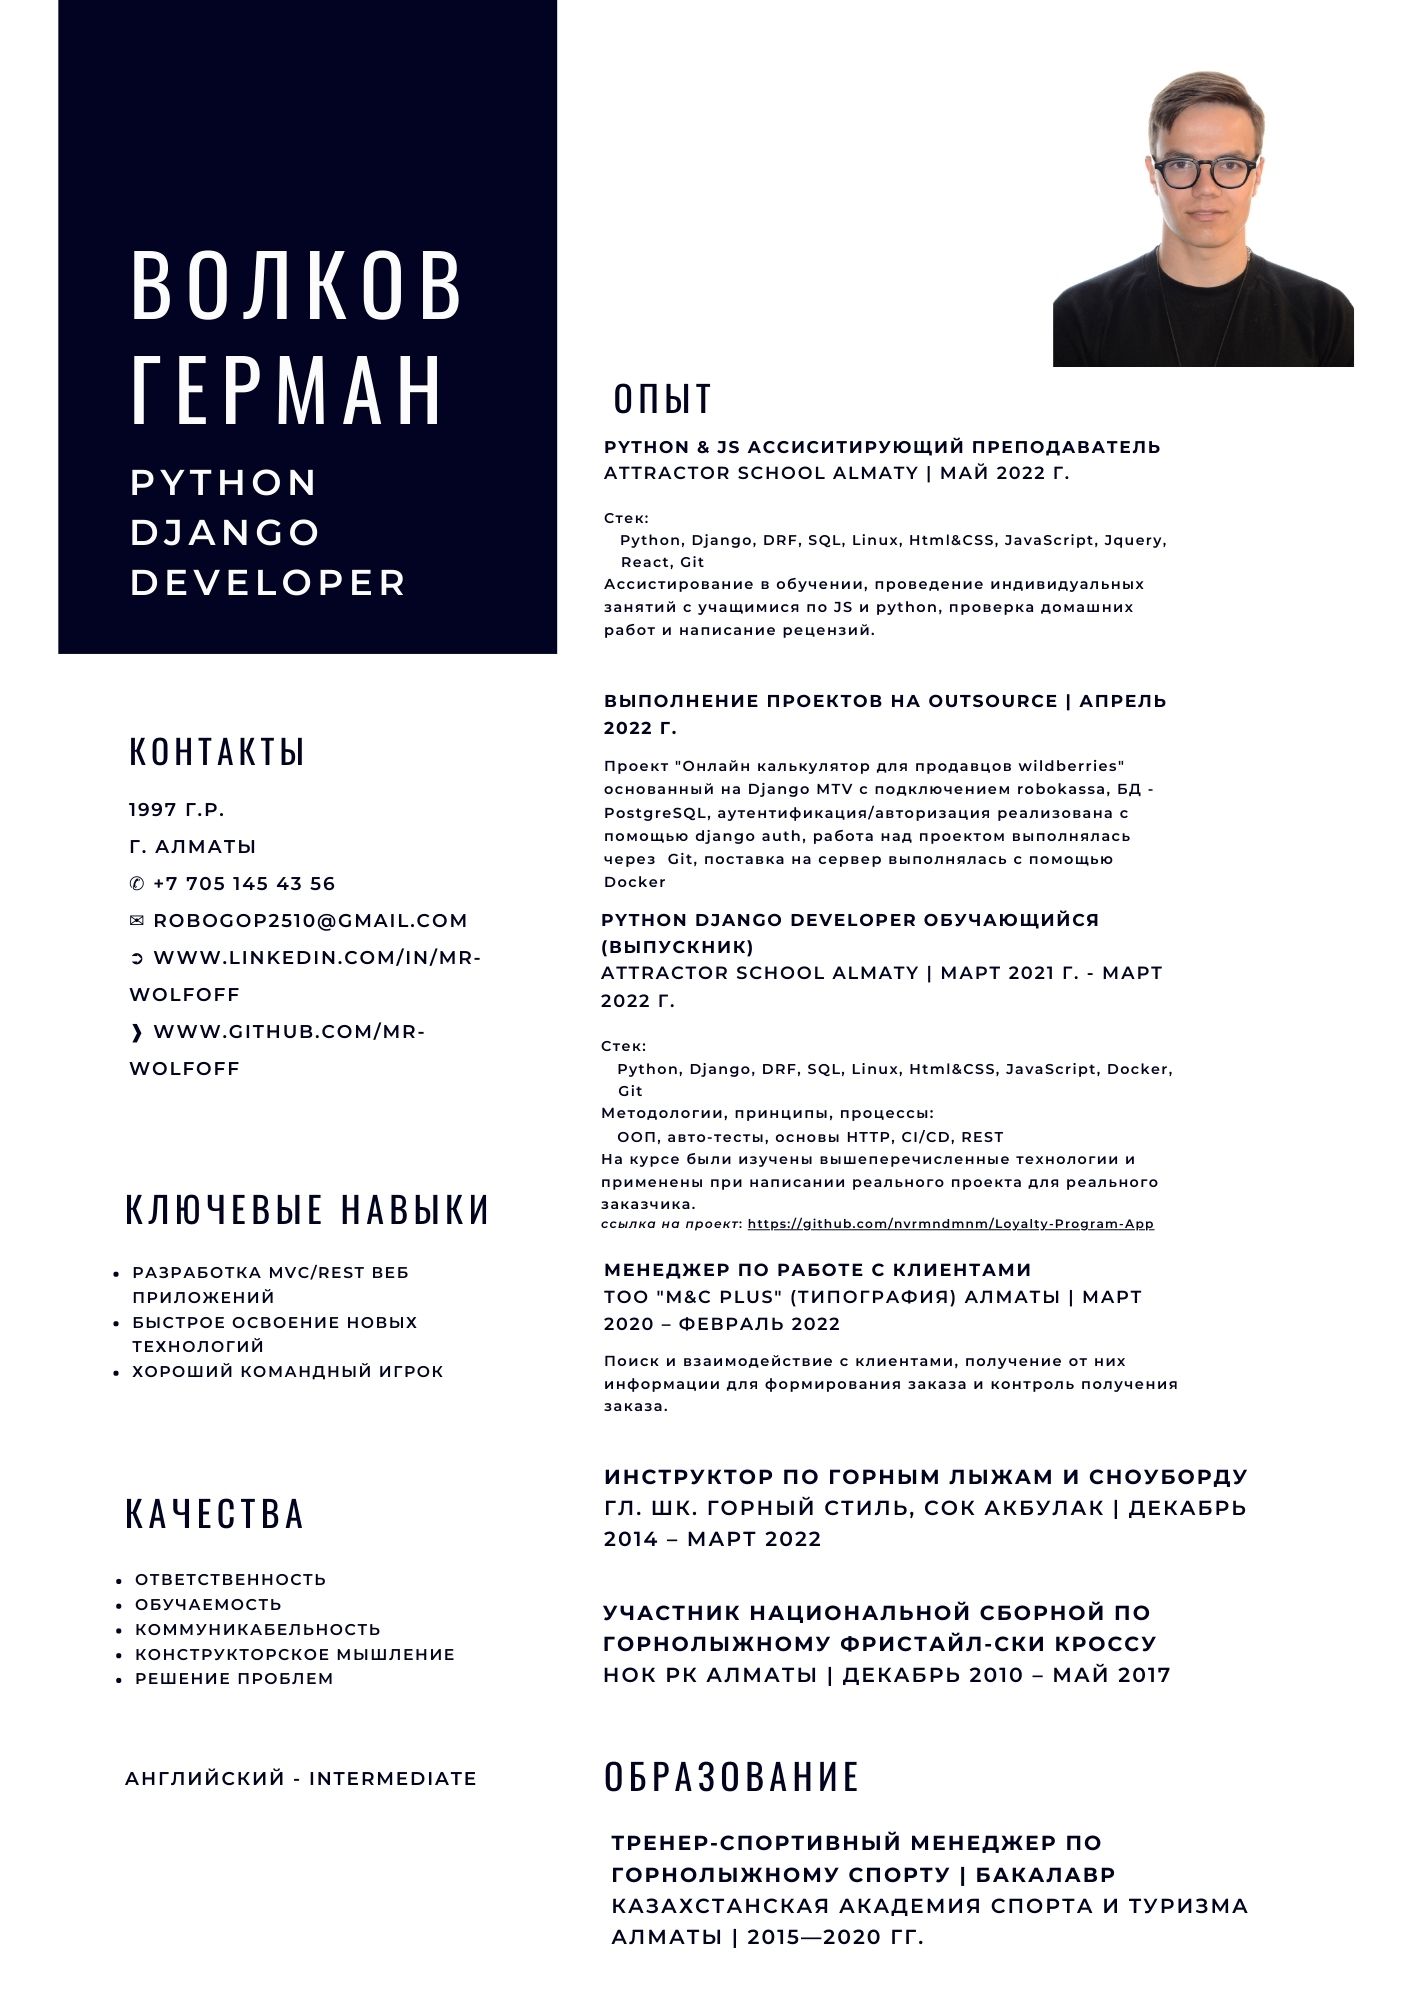 ВОЛКОВ
ГЕРМАН
PYTHON
DJANGO
DEVELOPER
КОНТАКТЫ
1997 Г.Р.
Г. АЛМАТЫ
✆ +7 705 145 43 56
✉ ROBOGOP2510@GMAIL.COM
➲ WWW.LINKEDIN.COM/IN/MR-
WOLFOFF
❱ WWW.GITHUB.COM/MR-
WOLFOFF
КЛЮЧЕВЫЕ НАВЫКИ
• РАЗРАБОТКА MVC/REST ВЕБ
ПРИЛОЖЕНИЙ
• БЫСТРОЕ ОСВОЕНИЕ НОВЫХ
ТЕХНОЛОГИЙ
• ХОРОШИЙ КОМАНДНЫЙ ИГРОК
КАЧЕСТВА
• ОТВЕТСТВЕННОСТЬ
• ОБУЧАЕМОСТЬ
• КОММУНИКАБЕЛЬНОСТЬ
• КОНСТРУКТОРСКОЕ МЫШЛЕНИЕ
• РЕШЕНИЕ ПРОБЛЕМ
АНГЛИЙСКИЙ - INTERMEDIATE
ОПЫТ
PYTHON & JS АССИСИТИРУЮЩИЙ ПРЕПОДАВАТЕЛЬ
ATTRACTOR SCHOOL ALMATY | МАЙ 2022 Г.
Стек:
Python, Django, DRF, SQL, Linux, Html&CSS, JavaScript, Jquery,
React, Git
Ассистирование в обучении, проведение индивидуальных
занятий с учащимися по JS и python, проверка домашних
работ и написание рецензий.
ВЫПОЛНЕНИЕ ПРОЕКТОВ НА OUTSOURCE | АПРЕЛЬ
2022 Г.
Проект "Онлайн калькулятор для продавцов wildberries"
основанный на Django MTV с подключением robokassa, БД -
PostgreSQL, аутентификация/авторизация реализована с
помощью django auth, работа над проектом выполнялась
через Git, поставка на сервер выполнялась с помощью
Docker
PYTHON DJANGO DEVELOPER ОБУЧАЮЩИЙСЯ
(ВЫПУСКНИК)
ATTRACTOR SCHOOL ALMATY | МАРТ 2021 Г. - МАРТ
2022 Г.
Стек:
Python, Django, DRF, SQL, Linux, Html&CSS, JavaScript, Docker,
Git
Методологии, принципы, процессы:
ООП, авто-тесты, основы HTTP, CI/CD, REST
На курсе были изучены вышеперечисленные технологии и
применены при написании реального проекта для реального
заказчика.
ссылка на проект: https://github.com/nvrmndmnm/Loyalty-Program-App
МЕНЕДЖЕР ПО РАБОТЕ С КЛИЕНТАМИ
ТОО "M&C PLUS" (ТИПОГРАФИЯ) АЛМАТЫ | МАРТ
2020 – ФЕВРАЛЬ 2022
Поиск и взаимодействие с клиентами, получение от них
информации для формирования заказа и контроль получения
заказа.
ИНСТРУКТОР ПО ГОРНЫМ ЛЫЖАМ И СНОУБОРДУ
ГЛ. ШК. ГОРНЫЙ СТИЛЬ, СОК АКБУЛАК | ДЕКАБРЬ
2014 – МАРТ 2022
УЧАСТНИК НАЦИОНАЛЬНОЙ СБОРНОЙ ПО
ГОРНОЛЫЖНОМУ ФРИСТАЙЛ-СКИ КРОССУ
НОК РК АЛМАТЫ | ДЕКАБРЬ 2010 – МАЙ 2017
ОБРАЗОВАНИЕ
ТРЕНЕР-СПОРТИВНЫЙ МЕНЕДЖЕР ПО
ГОРНОЛЫЖНОМУ СПОРТУ | БАКАЛАВР
КАЗАХСТАНСКАЯ АКАДЕМИЯ СПОРТА И ТУРИЗМА
АЛМАТЫ | 2015—2020 ГГ.